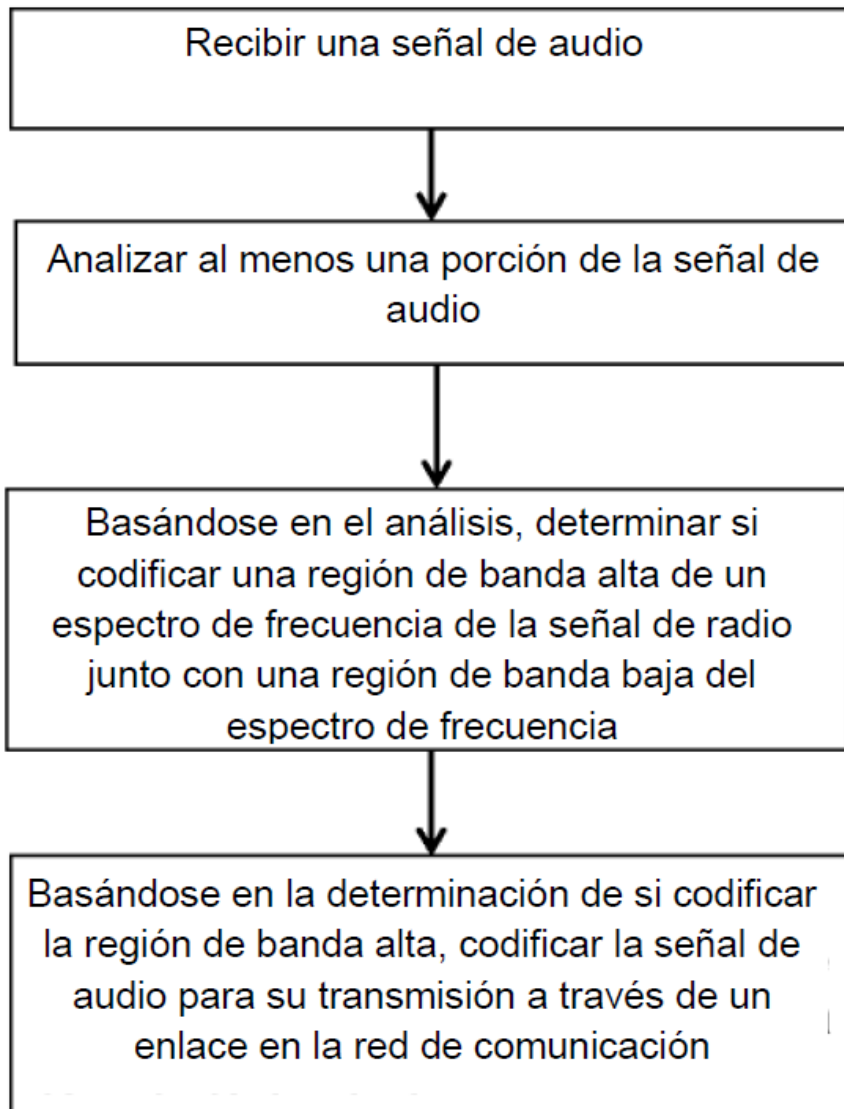 Recibir una señal de audio
Analizar al menos una porción de la señal de
audio
Basándose en el análisis, determinar si
codificar una región de banda alta de un
espectro de frecuencia de la señal de radio
junto con una región de banda baja del
espectro de frecuencia
Basándose en la determinación de si codificar
la región de banda alta, codificar la señal de
audio para su transmisión a través de un
enlace en la red de comunicación